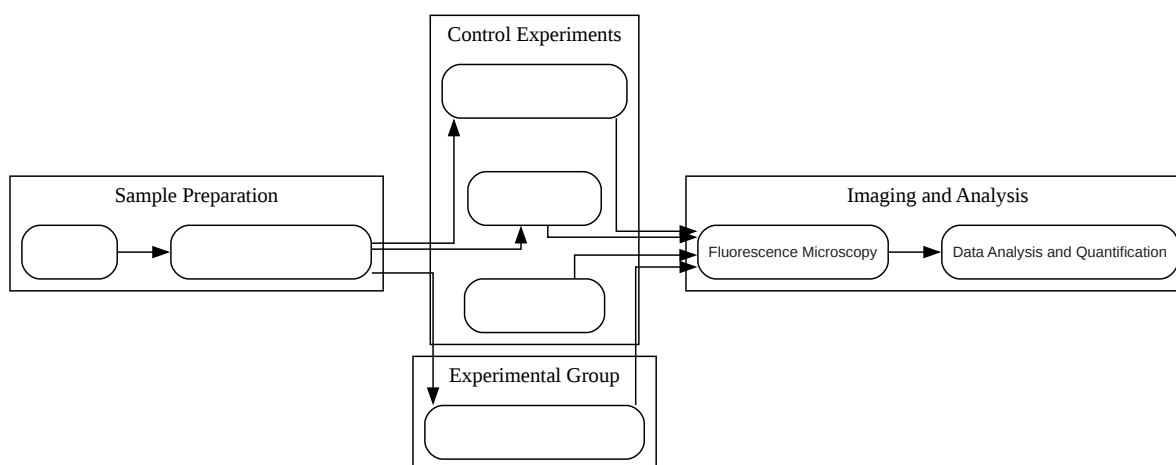 Control Experiments
Sample Preparation
Imaging and Analysis
Fluorescence Microscopy
Data Analysis and Quantification
Experimental Group